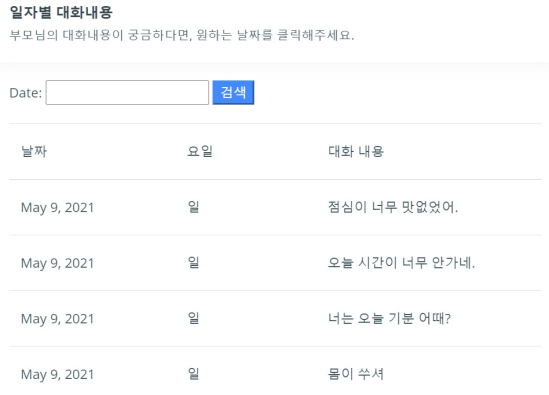 일자별 대화내용
부모님의 대화내용이 궁금하다면, 원하는 날짜를 클릭해주세요.
Date: 검색
날짜 요일 대화 내용
May 9, 2021 일 점심이 너무 맛없었어.
May 9, 2021 일 오늘 시간이 너무 안가네.
May 9, 2021 일 너는 오늘 기분 어때?
May 9, 2021 일 몸이 쑤셔